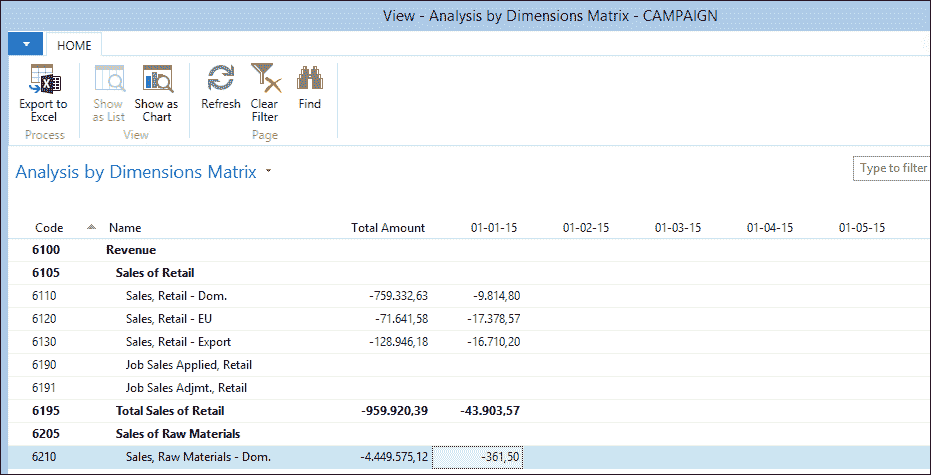 View - Analysis by Dimensions Matrix - CAMPAIGN
HOME
Export to Excel Show as List Show as Chart Refresh Clear Filter Find
Process View Page
Analysis by Dimensions Matrix
Type to filter
Code Name Total Amount 01-01-15 01-02-15 01-03-15 01-04-15 01-05-15
6100 Revenue
6105 Sales of Retail
6110 Sales, Retail - Dom. -759.332,63 -9.814,80
6120 Sales, Retail - EU -71.641,58 -17.378,57
6130 Sales, Retail - Export -128.946,18 -16.710,20
6190 Job Sales Applied, Retail
6191 Job Sales Adjmt., Retail
6195 Total Sales of Retail -959.920,39 -43.903,57
6205 Sales of Raw Materials
6210 Sales, Raw Materials - Dom. -4.449.575,12 -361,50